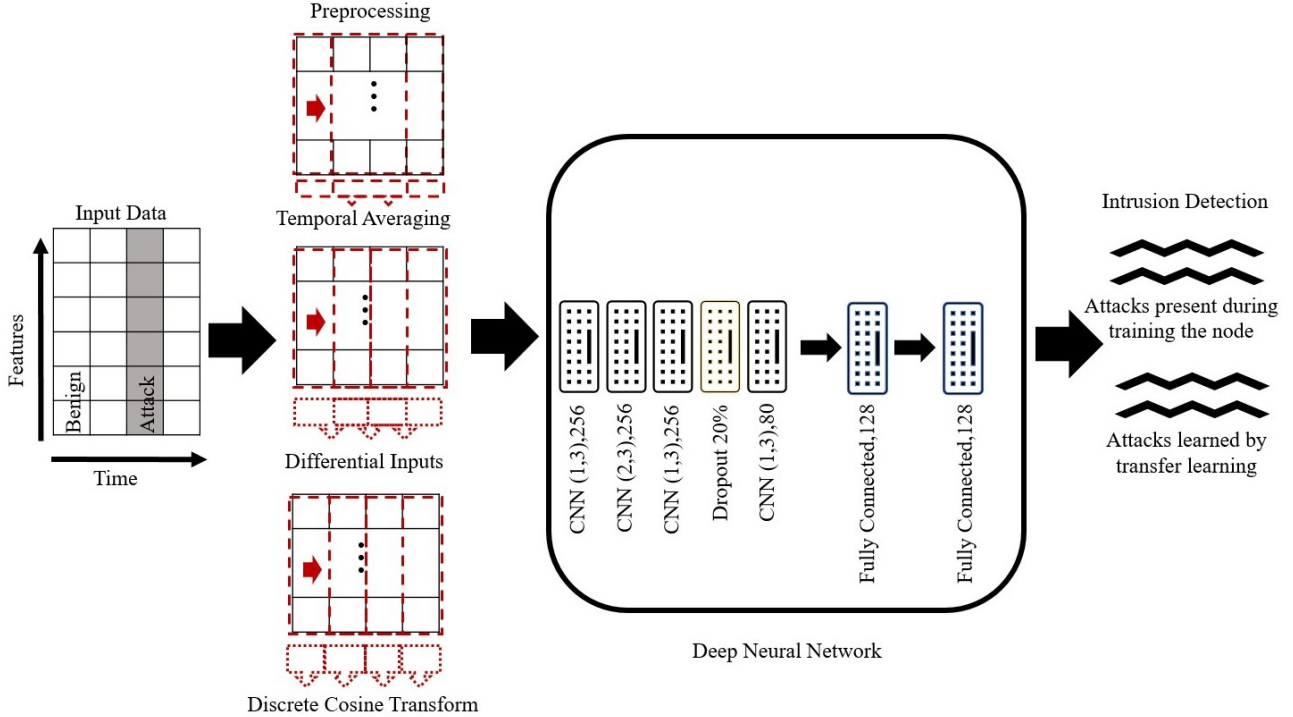 Preprocessing
Temporal Averaging
Input Data
Features
Benign
Attack
Time
Differential Inputs
Discrete Cosine Transform
CNN (1,3),256
CNN (2,3),256
CNN (1,3),256
Dropout 20%
CNN (1,3),80
Fully Connected,128
Fully Connected,128
Deep Neural Network
Intrusion Detection
Attacks present during
training the node
Attacks learned by
transfer learning